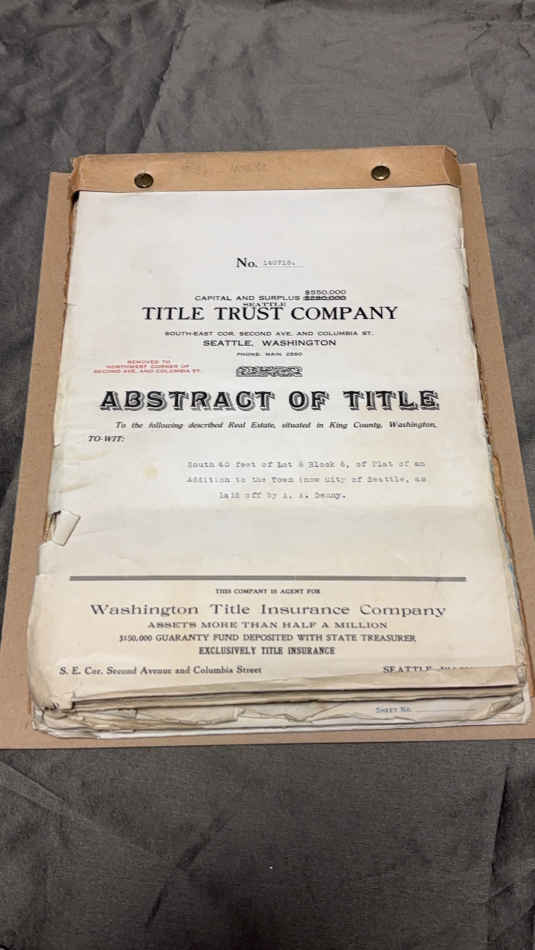 No. 140718.
$550,000
CAPITAL AND SURPLUS $250,000
SEATTLE
TITLE TRUST COMPANY
SOUTH-EAST COR. SECOND AVE. AND COLUMBIA ST.
SEATTLE, WASHINGTON
PHONE: MAIN 2550
REMOVED TO
NORTHWEST CORNER OF
SECOND AVE. AND COLUMBIA ST.
ABSTRACT OF TITLE
To the following described Real Estate, situated in King County, Washington,
TO-WIT:
South 40 feet of Lot Block 6, of Plat of an
Addition to the Town (now City of Seattle, as
laid off by A. A. Denny.
THIS COMPANY IS AGENT FOR
Washington Title Insurance Company
ASSETS MORE THAN HALF A MILLION
$150,000 GUARANTY FUND DEPOSITED WITH STATE TREASURER
EXCLUSIVELY TITLE INSURANCE
S. E. Cor. Second Avenue and Columbia Street
SEATTLE
SHEET No.